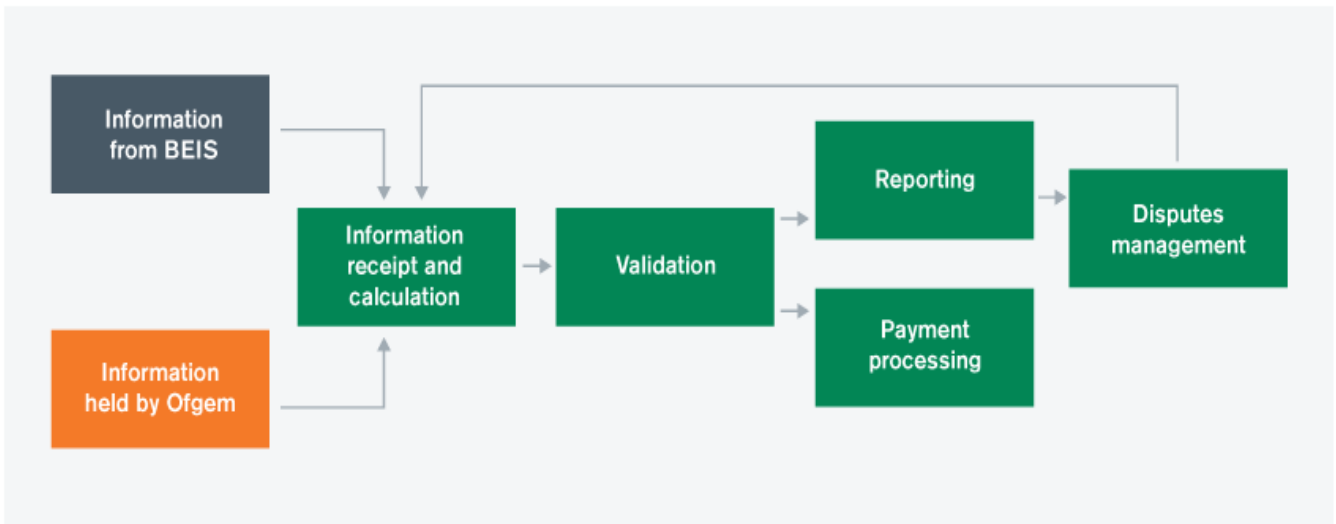 Information
from BEIS
Information
held by Ofgem
Information
receipt and
calculation
Validation
Reporting
Payment
processing
Disputes
management